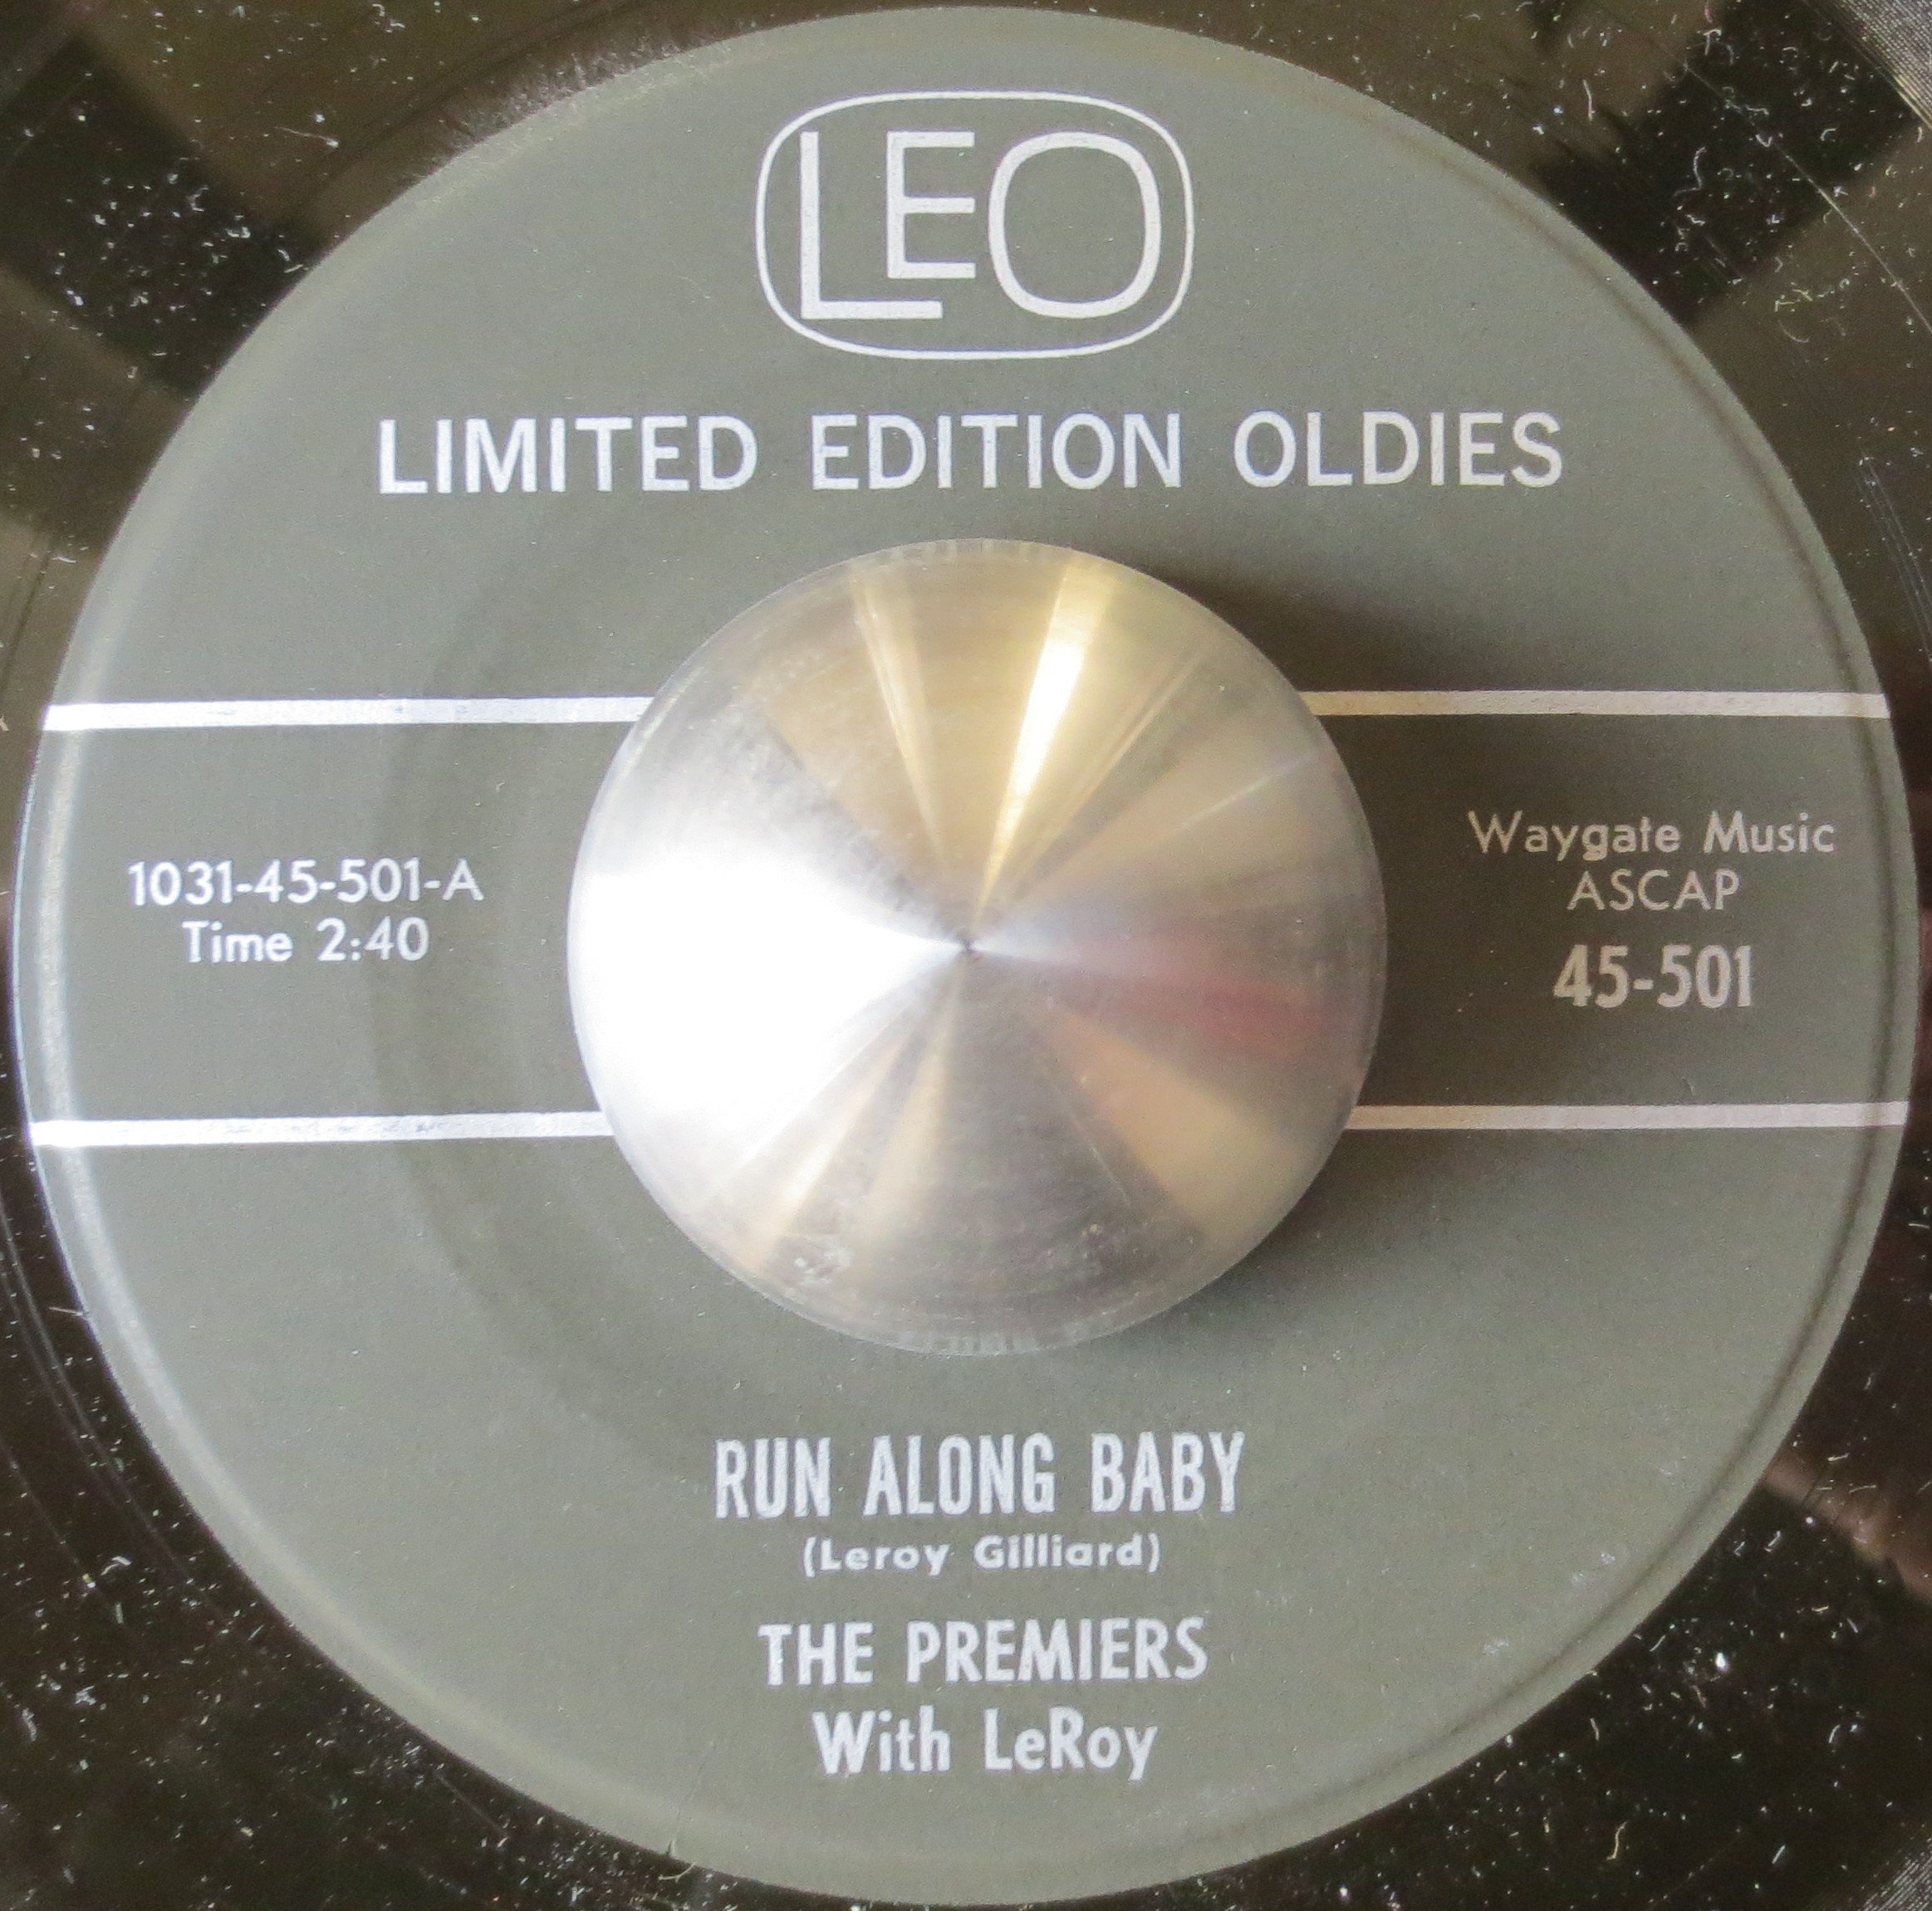 LEO
LIMITED EDITION OLDIES
1031-45-501-A
Time 2:40
Waygate Music
ASCAP
45-501
RUN ALONG BABY
(Leroy Gilliard)
THE PREMIERS
With LeRoy